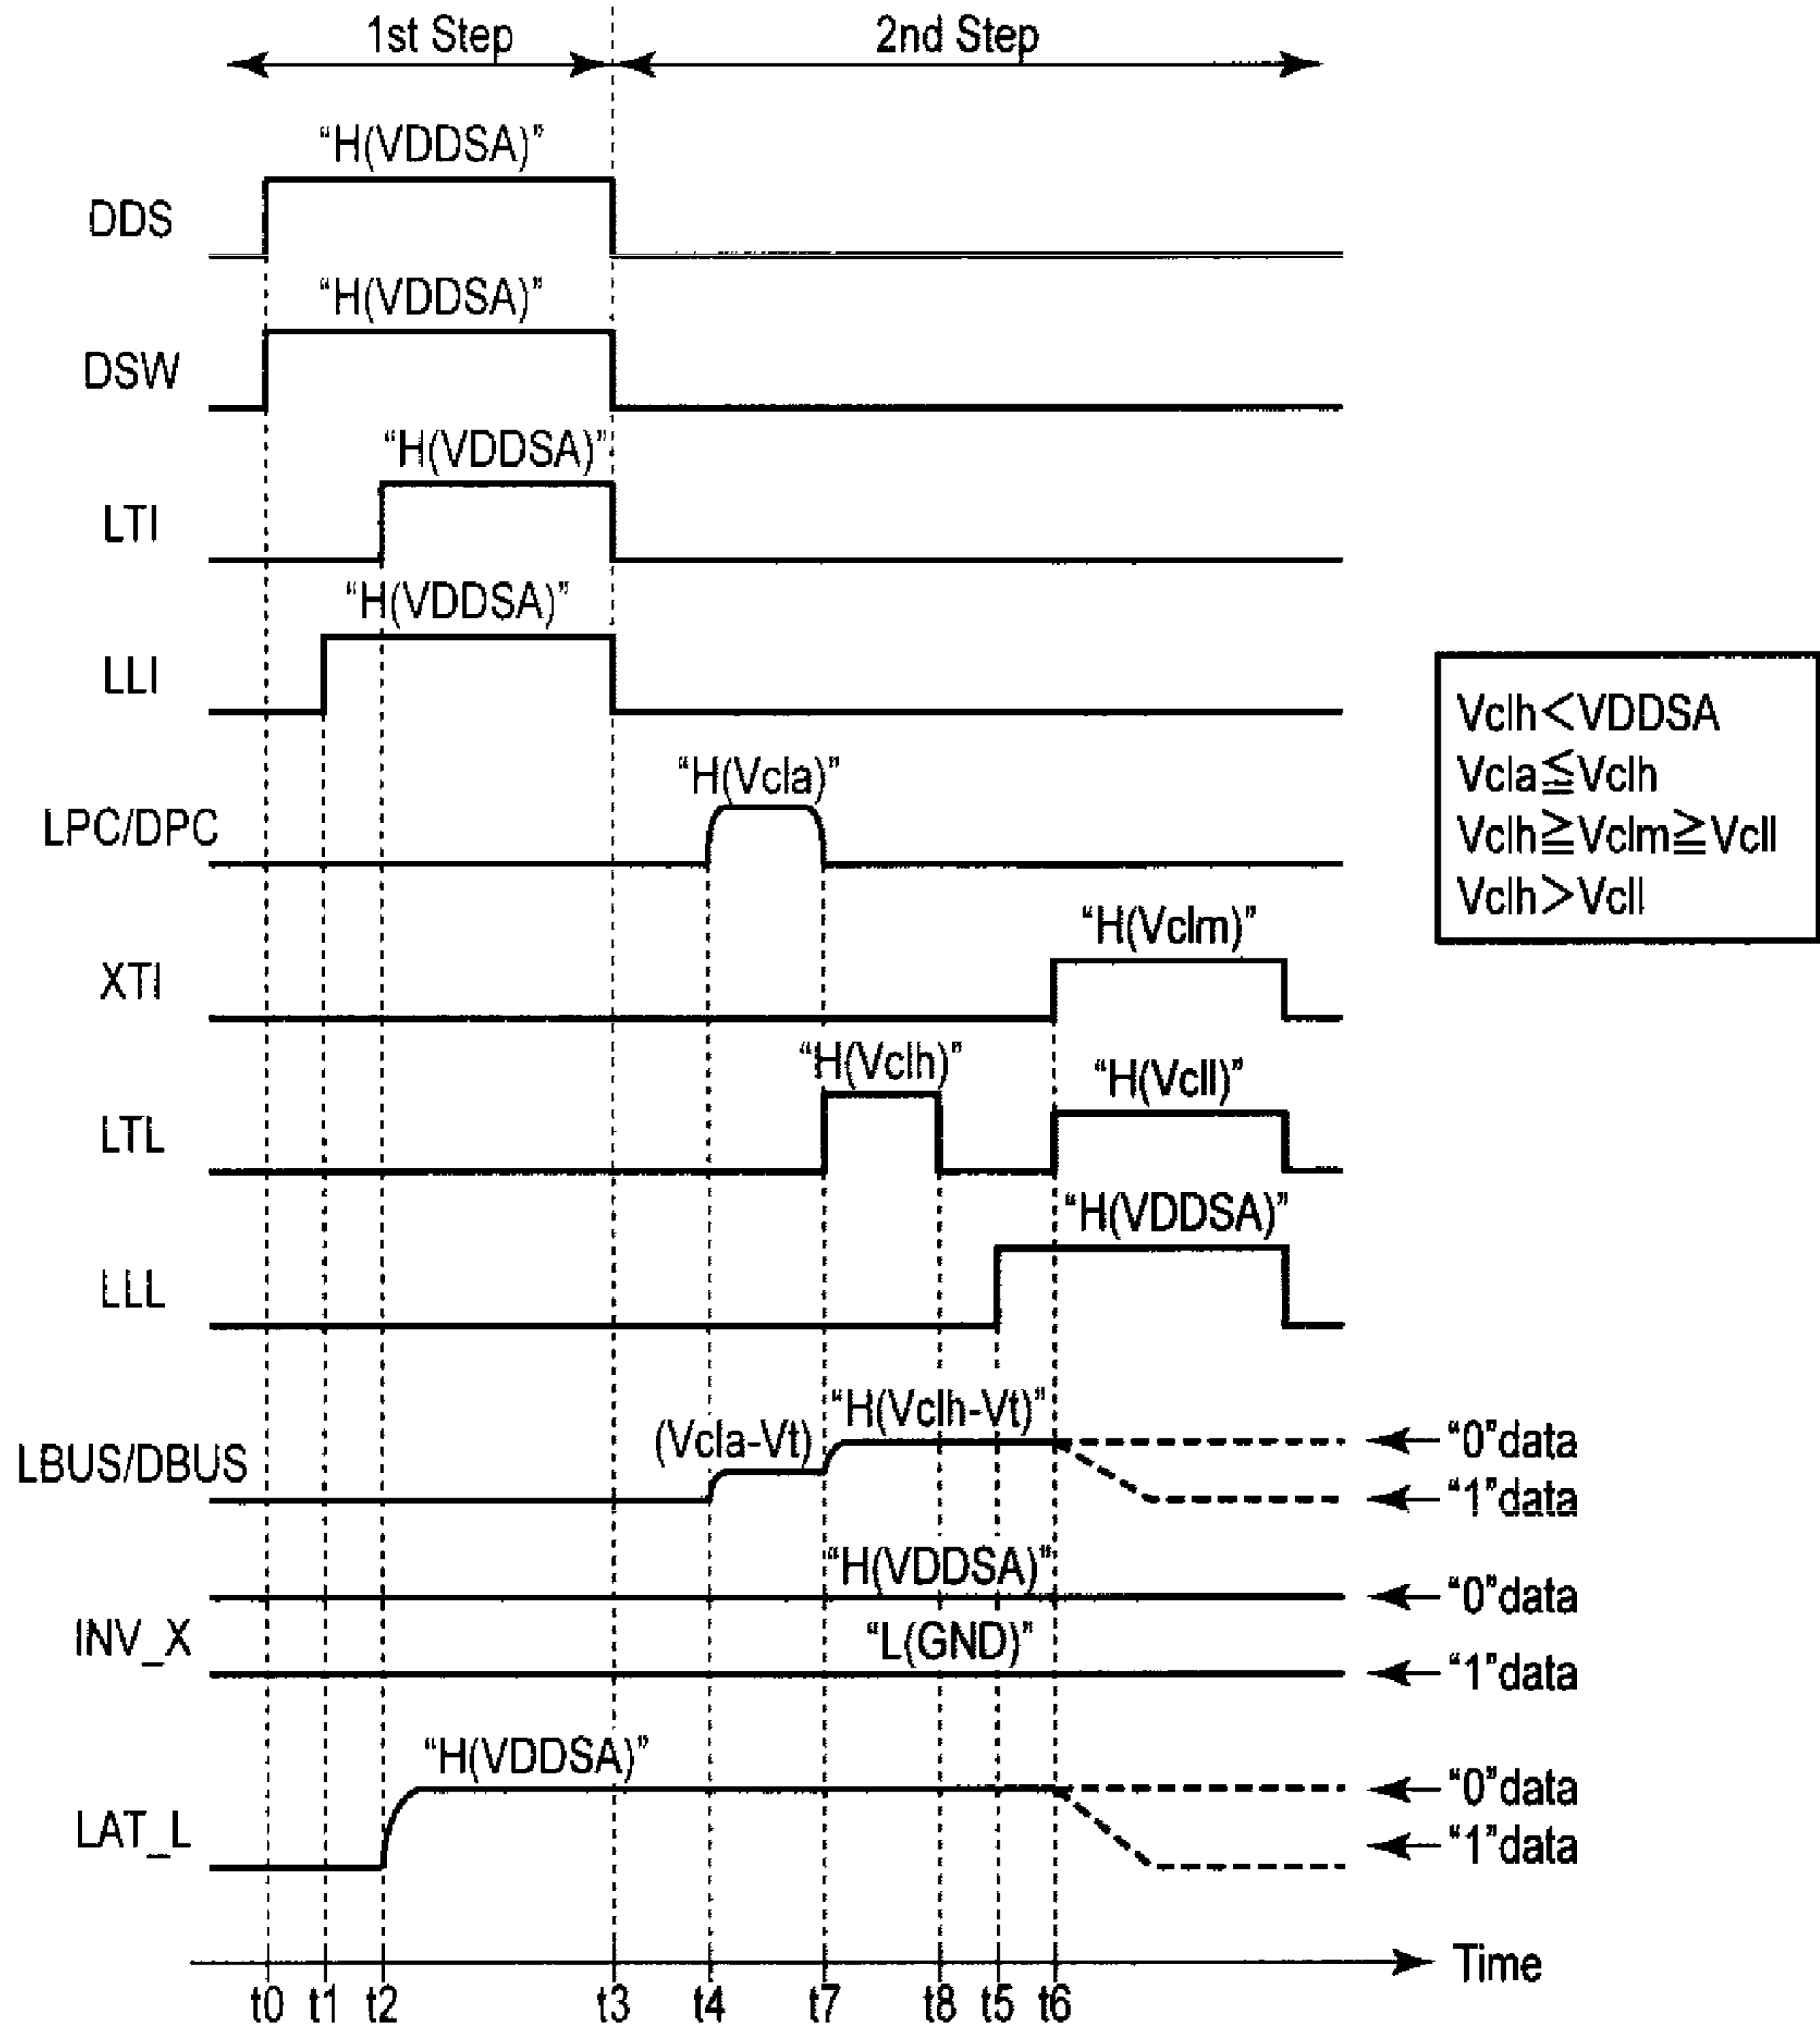 1st Step
2nd Step
“H(VDDSA)”
DDS
“H(VDDSA)”
DSW
“H(VDDSA)”
LTI
“H(VDDSA)”
LLI
“H(Vcla)”
LPC/DPC
“H(Vclm)”
XTI
“H(Vclh)”
“H(Vcll)”
LTL
“H(VDDSA)”
LLL
(Vcla-Vt)
“H(Vclh-Vt)”
LBUS/DBUS
“0”data
“1”data
“H(VDDSA)”
“0”data
INV_X
“L(GND)”
“1”data
“H(VDDSA)”
“0”data
LAT_L
“1”data
Time
t0 t1 t2 t3 t4 t7 t8 t5 t6
Vclh<VDDSA
Vcla≦Vclh
Vclh≧Vclm≧Vcll
Vclh>Vcll